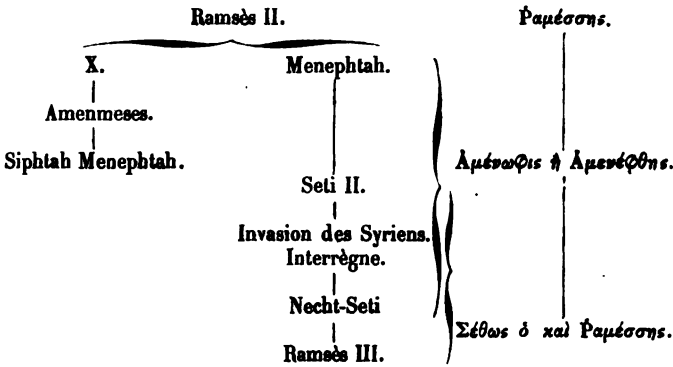 Ramsès II. Ῥαμέσσης.
X. Menephtah.
Amenmeses.
Siphtah Menephtah. Ἀμένωφις ἢ Ἀμενέφθης.
Seti II.
Invasion des Syriens.
Interrègne.
Necht-Seti
Σέθως ὁ καὶ Ῥαμέσσης.
Ramsès III.